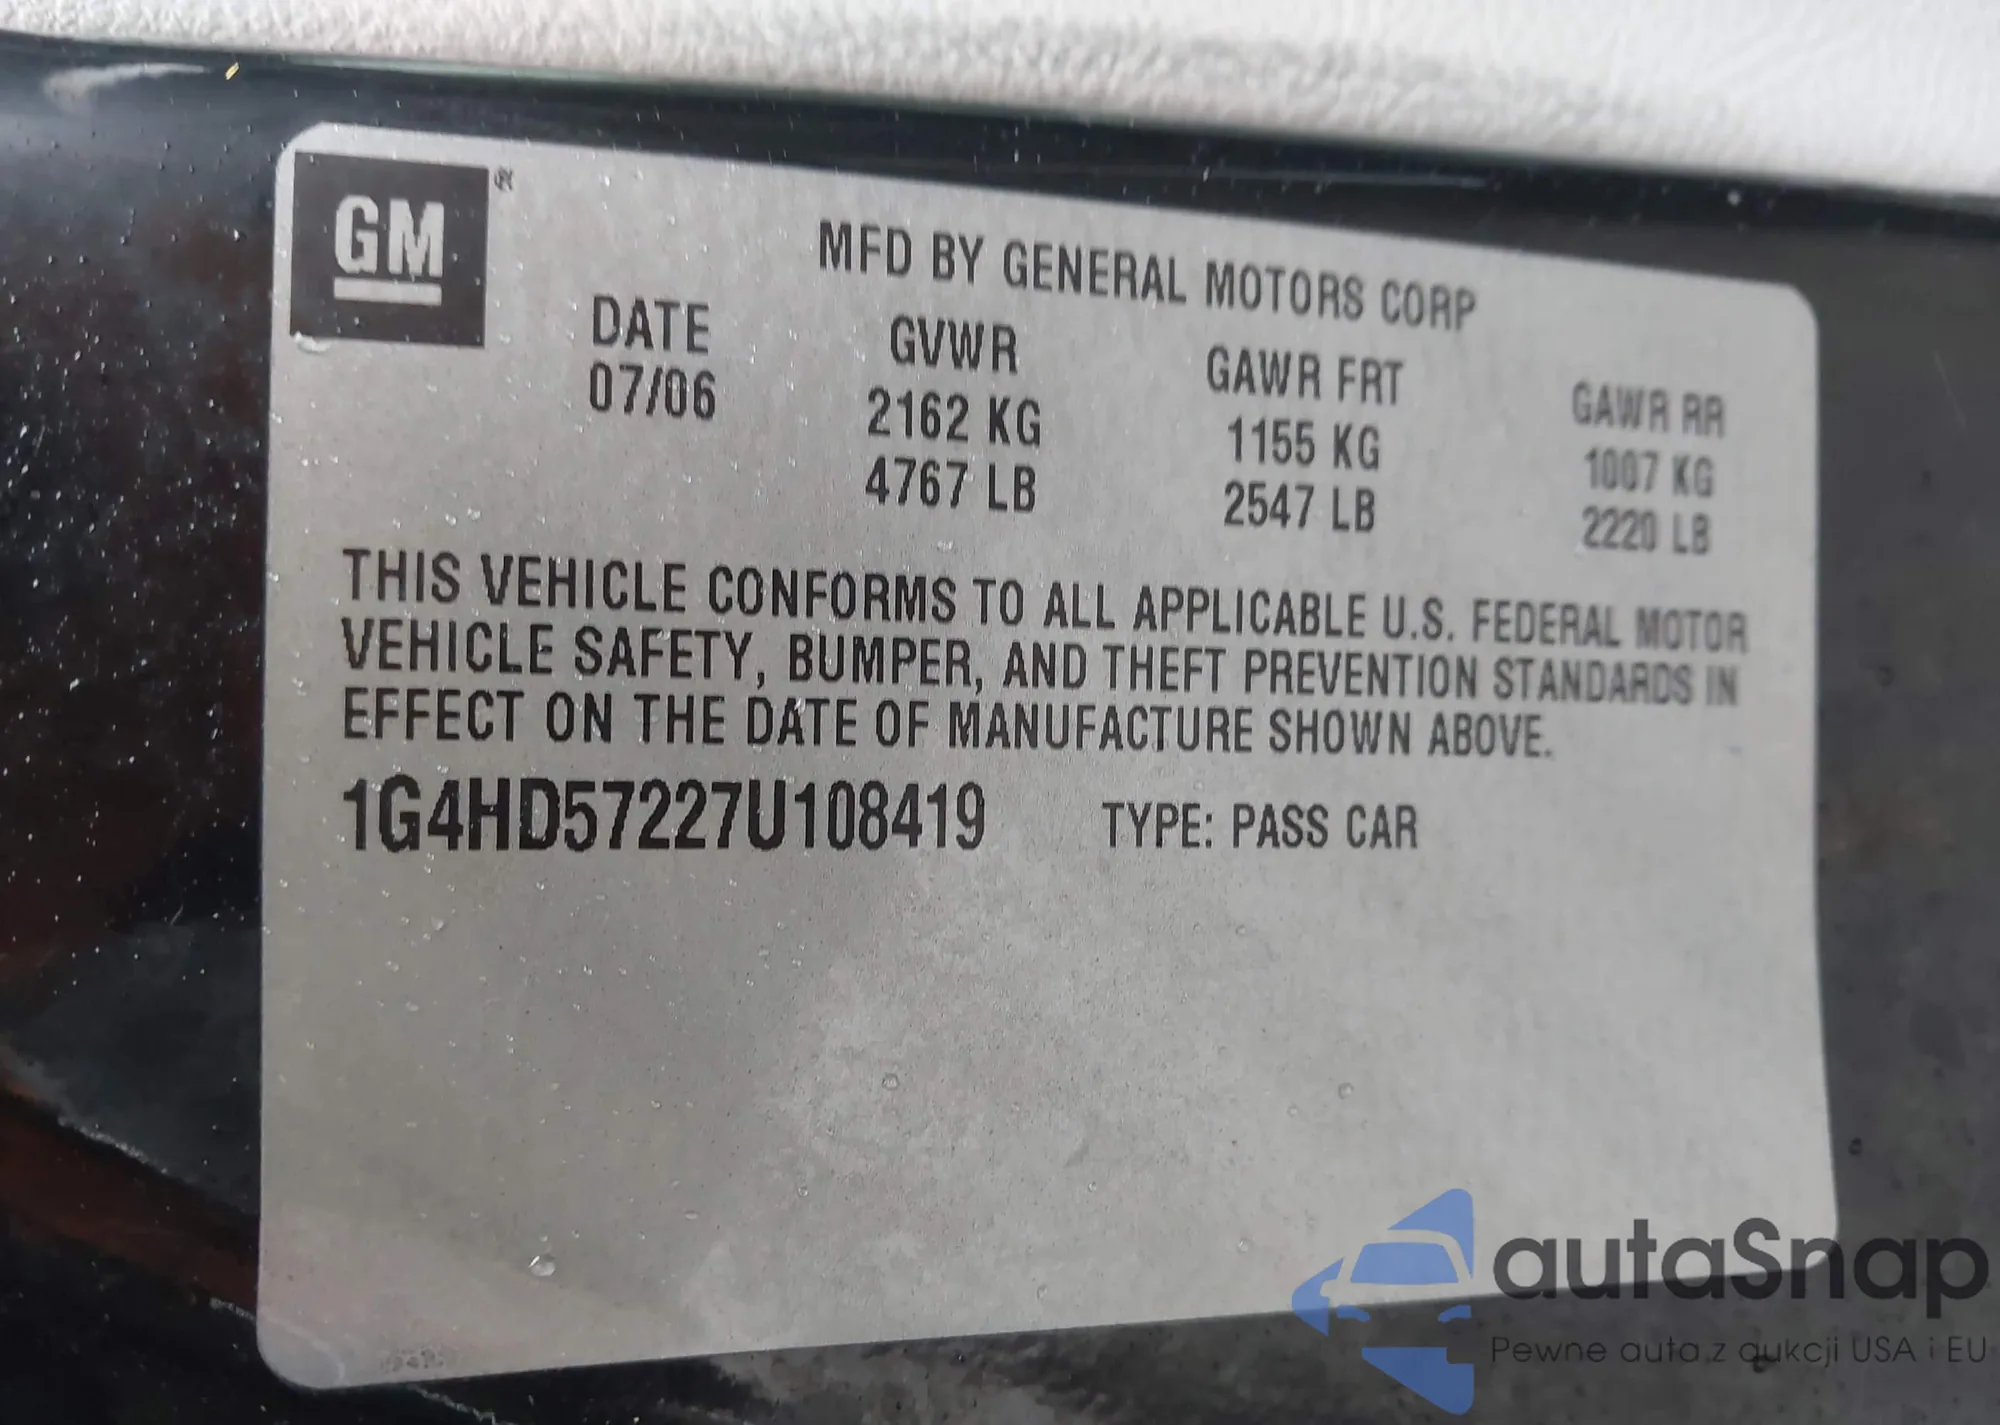 GM®
MFD BY GENERAL MOTORS CORP
DATE GVWR GAWR FRT GAWR RR
07/06 2162 KG 1155 KG 1007 KG
4767 LB 2547 LB 2220 LB
THIS VEHICLE CONFORMS TO ALL APPLICABLE U.S. FEDERAL MOTOR
VEHICLE SAFETY, BUMPER, AND THEFT PREVENTION STANDARDS IN
EFFECT ON THE DATE OF MANUFACTURE SHOWN ABOVE.
1G4HD57227U108419 TYPE: PASS CAR
autaSnap
Pewne auta z aukcji USA i EU